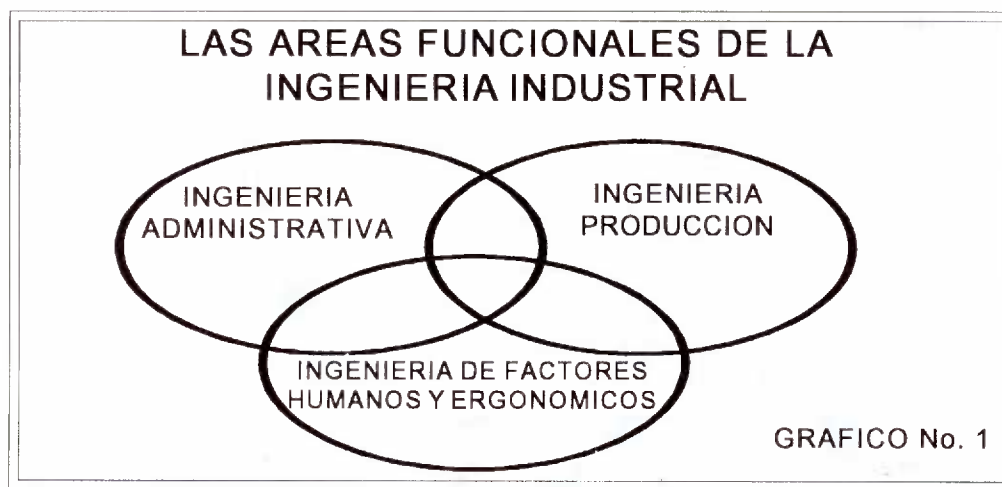 LAS AREAS FUNCIONALES DE LA
INGENIERIA INDUSTRIAL
INGENIERIA
ADMINISTRATIVA
INGENIERIA
PRODUCCION
INGENIERIA DE FACTORES
HUMANOS Y ERGONOMICOS
GRAFICO No. 1